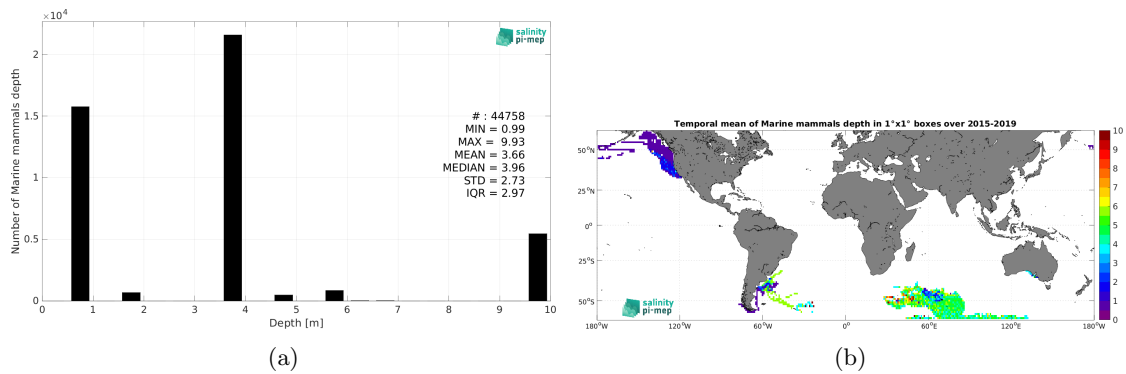 ×10⁴
2
1.5
1
0.5
0
Number of Marine mammals depth
salinity
pi-mep
# : 44758
MIN = 0.99
MAX = 9.93
MEAN = 3.66
MEDIAN = 3.96
STD = 2.73
IQR = 2.97
0 1 2 3 4 5 6 7 8 9 10
Depth [m]
(a)
Temporal mean of Marine mammals depth in 1°x1° boxes over 2015-2019
50°N
25°N
0°
25°S
50°S
salinity
pi-mep
180°W 120°W 60°W 0° 60°E 120°E 180°E
10
9
8
7
6
5
4
3
2
1
0
(b)